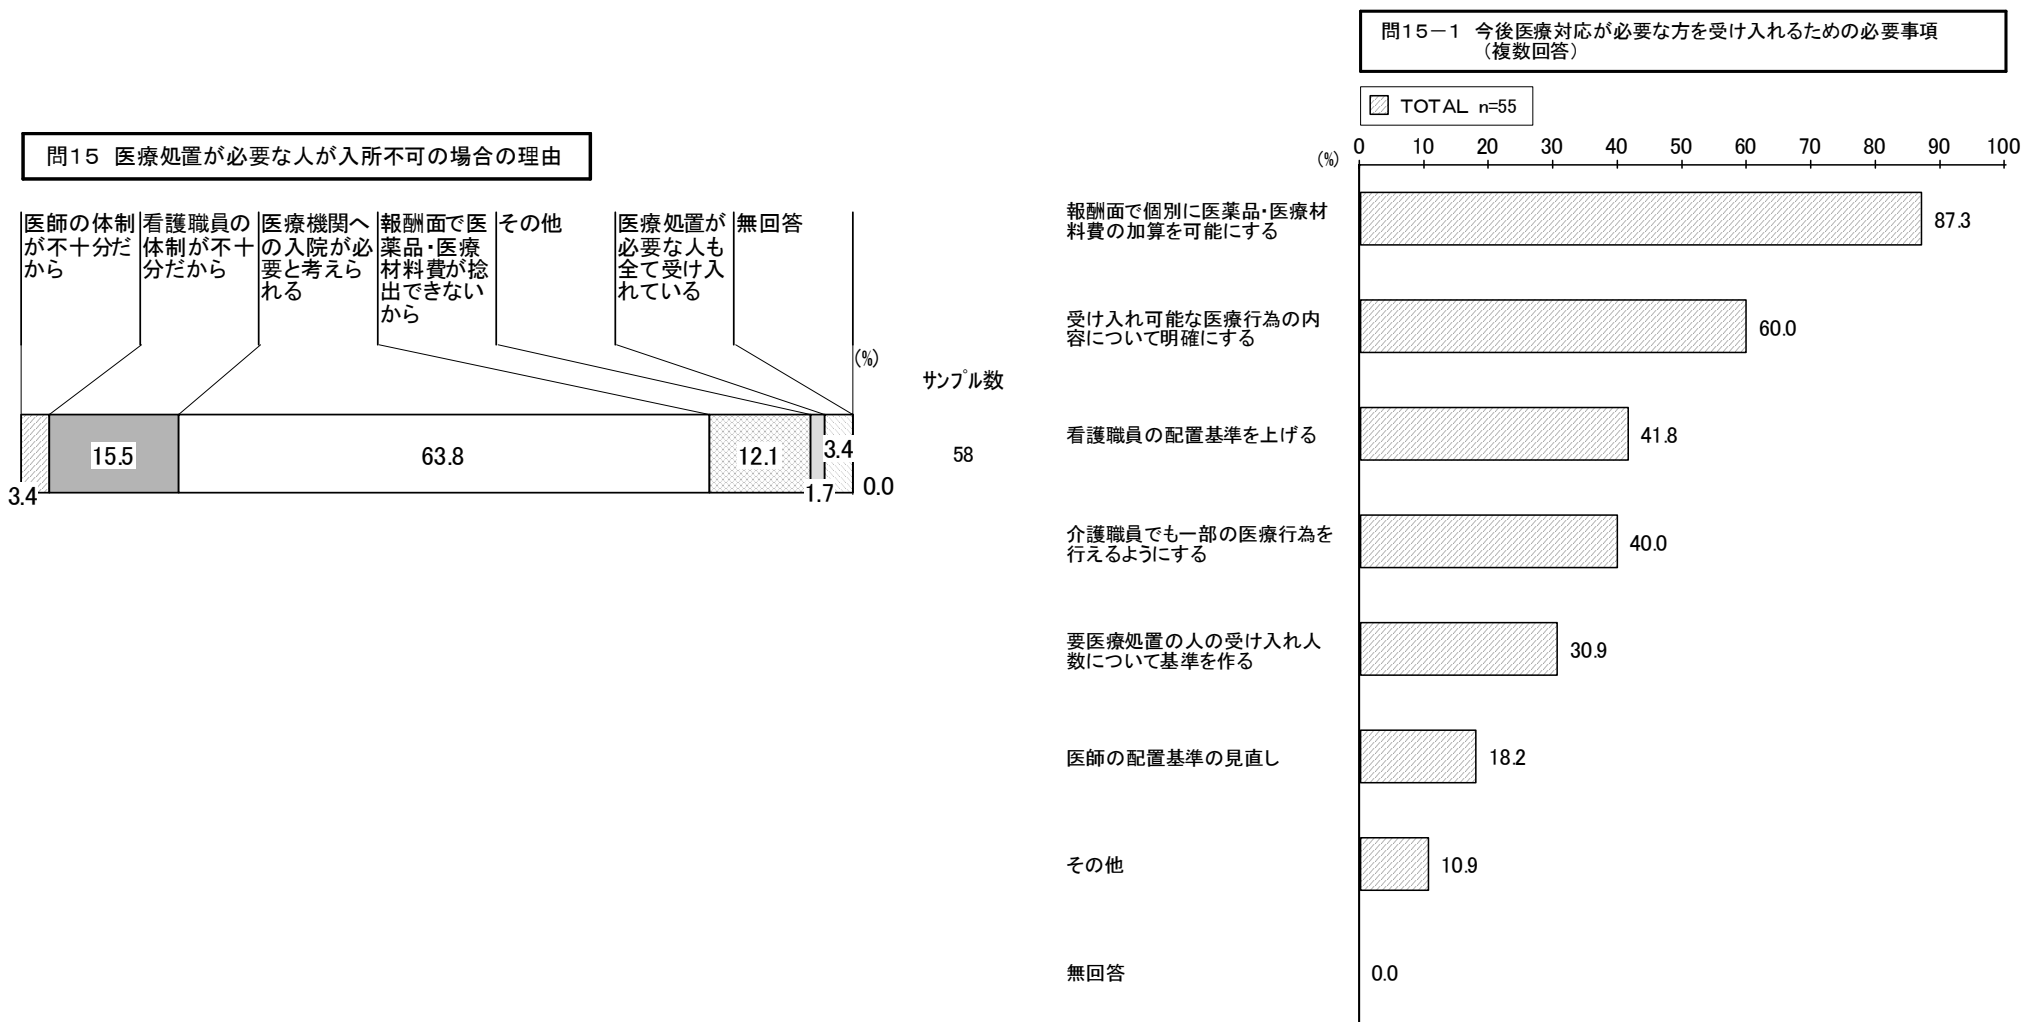 問15 医療処置が必要な人が入所不可の場合の理由
医師の体制
が不十分だ
から
看護職員の
体制が不十
分だから
医療機関へ
の入院が必
要と考えら
れる
報酬面で医
薬品・医療
材料費が捻
出できない
から
その他
医療処置が
必要な人も
全て受け入
れている
無回答
(%)
サンプル数
3.4
15.5
63.8
12.1
1.7
3.4
0.0
58
問15-1 今後医療対応が必要な方を受け入れるための必要事項
(複数回答)
TOTAL n=55
(%)
0 10 20 30 40 50 60 70 80 90 100
報酬面で個別に医薬品・医療材
料費の加算を可能にする
87.3
受け入れ可能な医療行為の内
容について明確にする
60.0
看護職員の配置基準を上げる
41.8
介護職員でも一部の医療行為を
行えるようにする
40.0
要医療処置の人の受け入れ人
数について基準を作る
30.9
医師の配置基準の見直し
18.2
その他
10.9
無回答
0.0